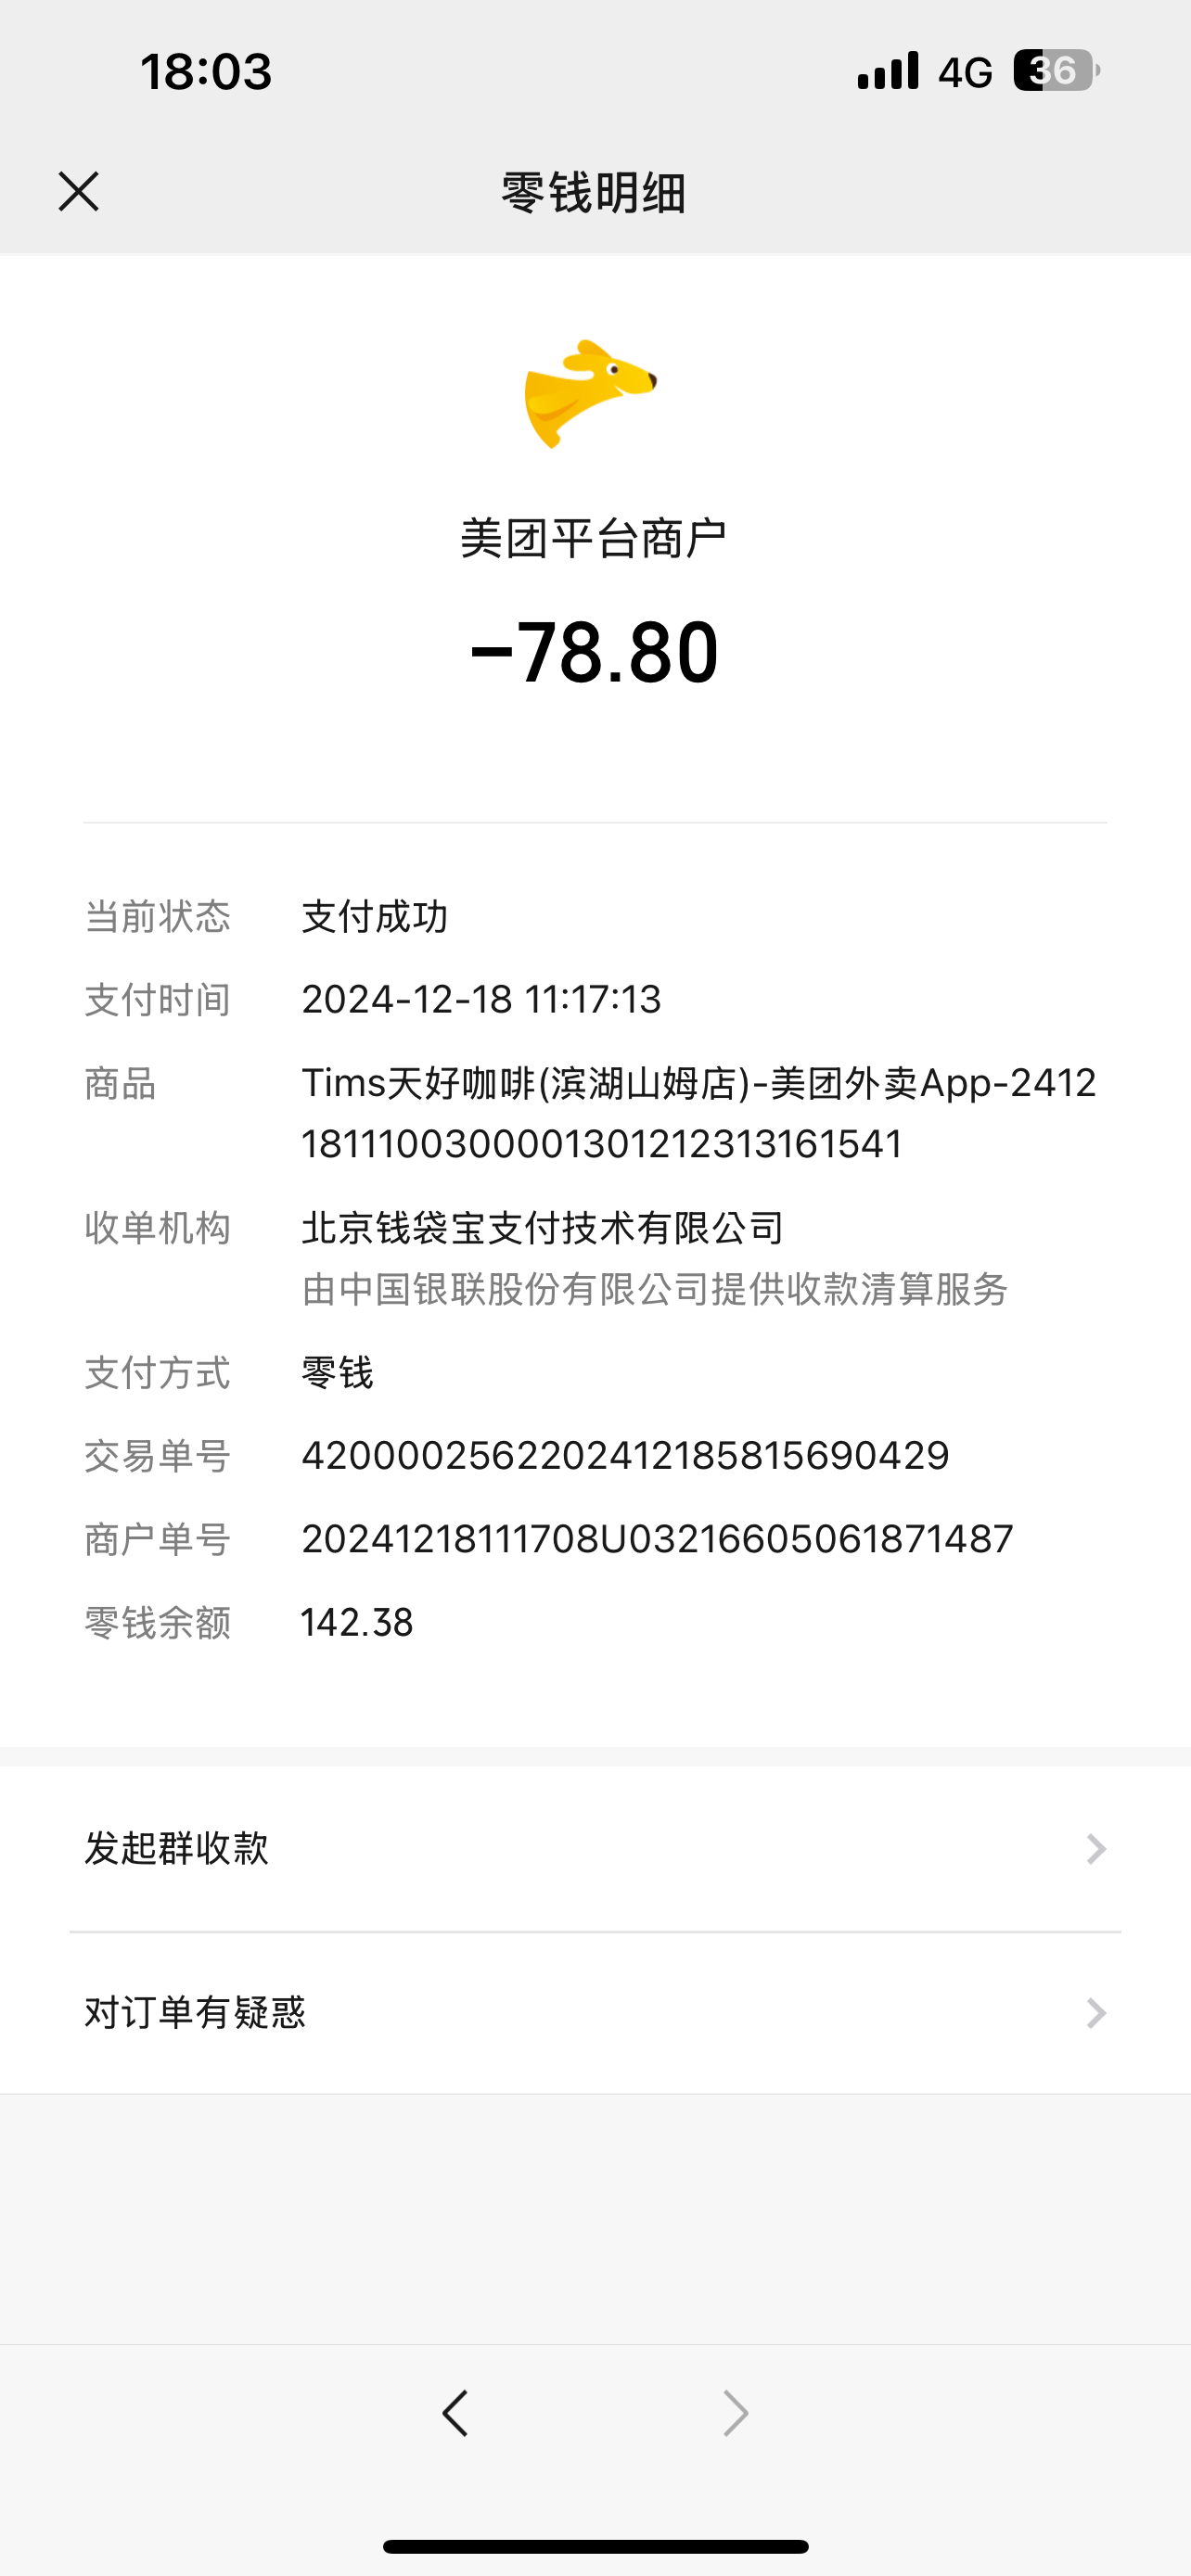 18:03 4G 36
零钱明细
美团平台商户
-78.80
当前状态 支付成功
支付时间 2024-12-18 11:17:13
商品 Tims天好咖啡(滨湖山姆店)-美团外卖App-2412
1811100300001301212313161541
收单机构 北京钱袋宝支付技术有限公司
由中国银联股份有限公司提供收款清算服务
支付方式 零钱
交易单号 4200002562202412185815690429
商户单号 20241218111708U03216605061871487
零钱余额 142.38
发起群收款
对订单有疑惑